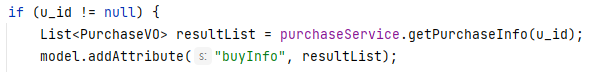 if (u_id != null) {
List<PurchaseVO> resultList = purchaseService.getPurchaseInfo(u_id);
model.addAttribute( s: "buyInfo", resultList);